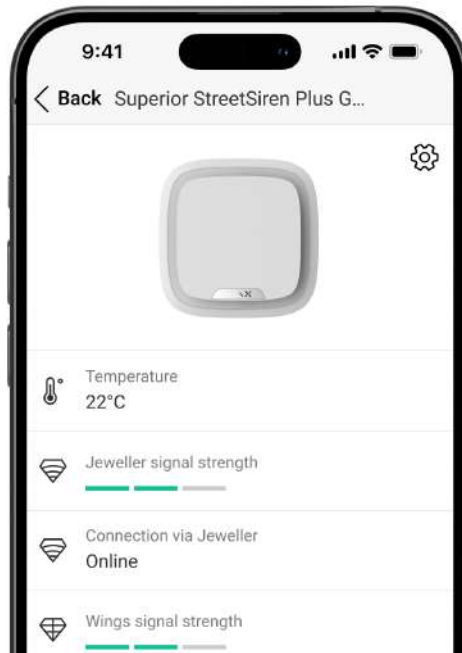 9:41
Back Superior StreetSiren Plus G...
Temperature
22°C
Jeweller signal strength
Connection via Jeweller
Online
Wings signal strength